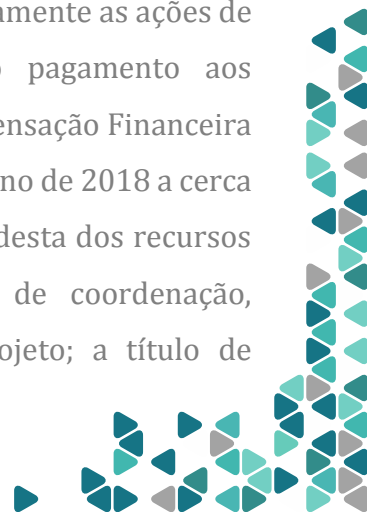 amente as ações de
pagamento aos
ensação Financeira
no de 2018 a cerca
desta dos recursos
de coordenação,
ojeto; a título de